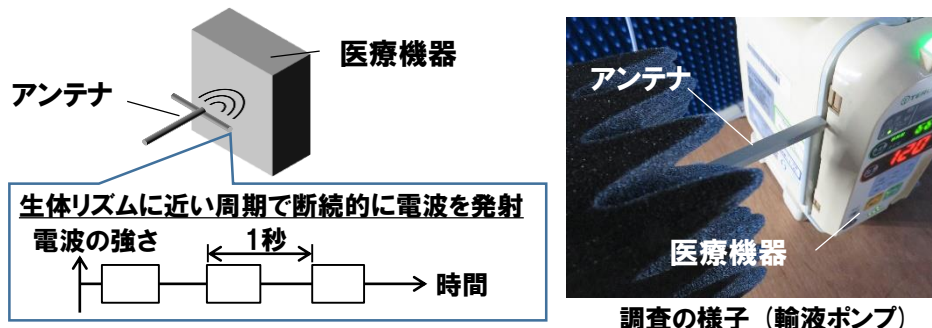 医療機器
アンテナ
生体リズムに近い周期で断続的に電波を発射
電波の強さ
1秒
時間
アンテナ
120
医療機器
調査の様子（輸液ポンプ）